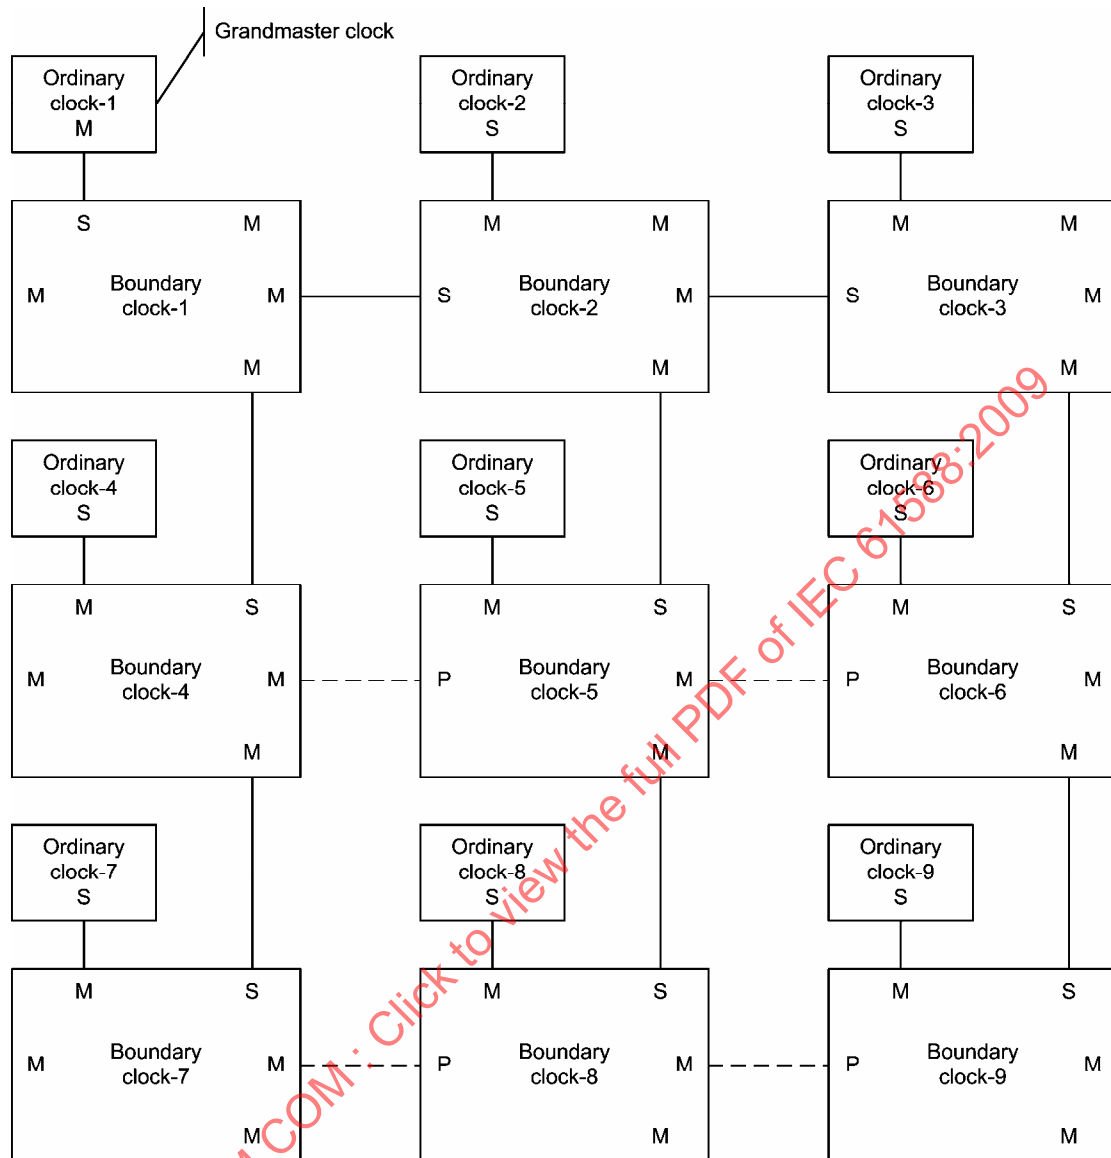 Grandmaster clock
Ordinary
clock-1
M
Ordinary
clock-2
S
Ordinary
clock-3
S
S
M
M
Boundary
clock-1
M
M
M
M
S
Boundary
clock-2
M
M
M
M
S
Boundary
clock-3
M
M
Ordinary
clock-4
S
Ordinary
clock-5
S
Ordinary
clock-6
S
M
S
M
Boundary
clock-4
M
M
M
S
P
Boundary
clock-5
M
M
M
S
P
Boundary
clock-6
M
M
Ordinary
clock-7
S
Ordinary
clock-8
S
Ordinary
clock-9
S
M
S
M
Boundary
clock-7
M
M
M
S
P
Boundary
clock-8
M
M
M
S
P
Boundary
clock-9
M
M
COM : Click to view the full PDF of IEC 61588:2009